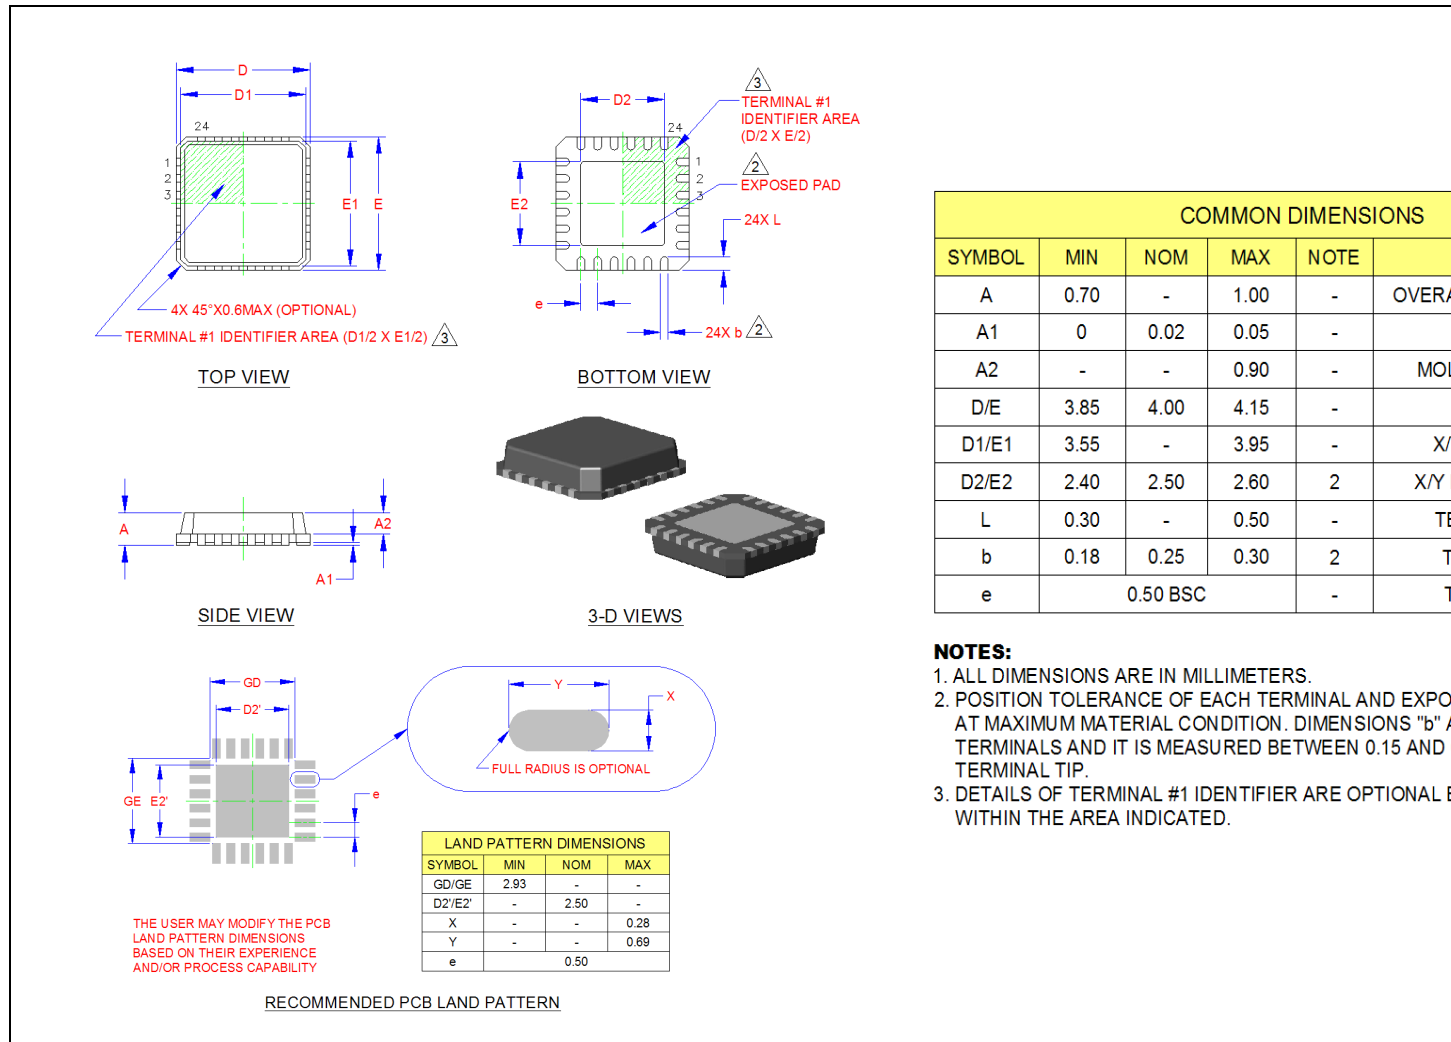 D
D1
24
1
2
3
E1
E
4X 45°X0.6MAX (OPTIONAL)
TERMINAL #1 IDENTIFIER AREA (D1/2 X E1/2) 3
TOP VIEW
3
TERMINAL #1
IDENTIFIER AREA
(D/2 X E/2)
D2
24
1
2
3
2
EXPOSED PAD
E2
24X L
e
24X b 2
BOTTOM VIEW
A
A2
A1
SIDE VIEW
3-D VIEWS
GD
D2'
GE
E2'
e
Y
X
FULL RADIUS IS OPTIONAL
LAND PATTERN DIMENSIONS
SYMBOL MIN NOM MAX
GD/GE 2.93 - -
D2'/E2' - 2.50 -
X - - 0.28
Y - - 0.69
e 0.50
THE USER MAY MODIFY THE PCB
LAND PATTERN DIMENSIONS
BASED ON THEIR EXPERIENCE
AND/OR PROCESS CAPABILITY
RECOMMENDED PCB LAND PATTERN
COMMON DIMENSIONS
SYMBOL MIN NOM MAX NOTE
A 0.70 - 1.00 -
A1 0 0.02 0.05 -
A2 - - 0.90 -
D/E 3.85 4.00 4.15 -
D1/E1 3.55 - 3.95 -
D2/E2 2.40 2.50 2.60 2 X/Y
L 0.30 - 0.50 -
b 0.18 0.25 0.30 2
e 0.50 BSC -
NOTES:
1. ALL DIMENSIONS ARE IN MILLIMETERS.
2. POSITION TOLERANCE OF EACH TERMINAL AND
AT MAXIMUM MATERIAL CONDITION. DIMENSIONS "b"
TERMINALS AND IT IS MEASURED BETWEEN 0.15 AND
TERMINAL TIP.
3. DETAILS OF TERMINAL #1 IDENTIFIER ARE OPTIONAL
WITHIN THE AREA INDICATED.